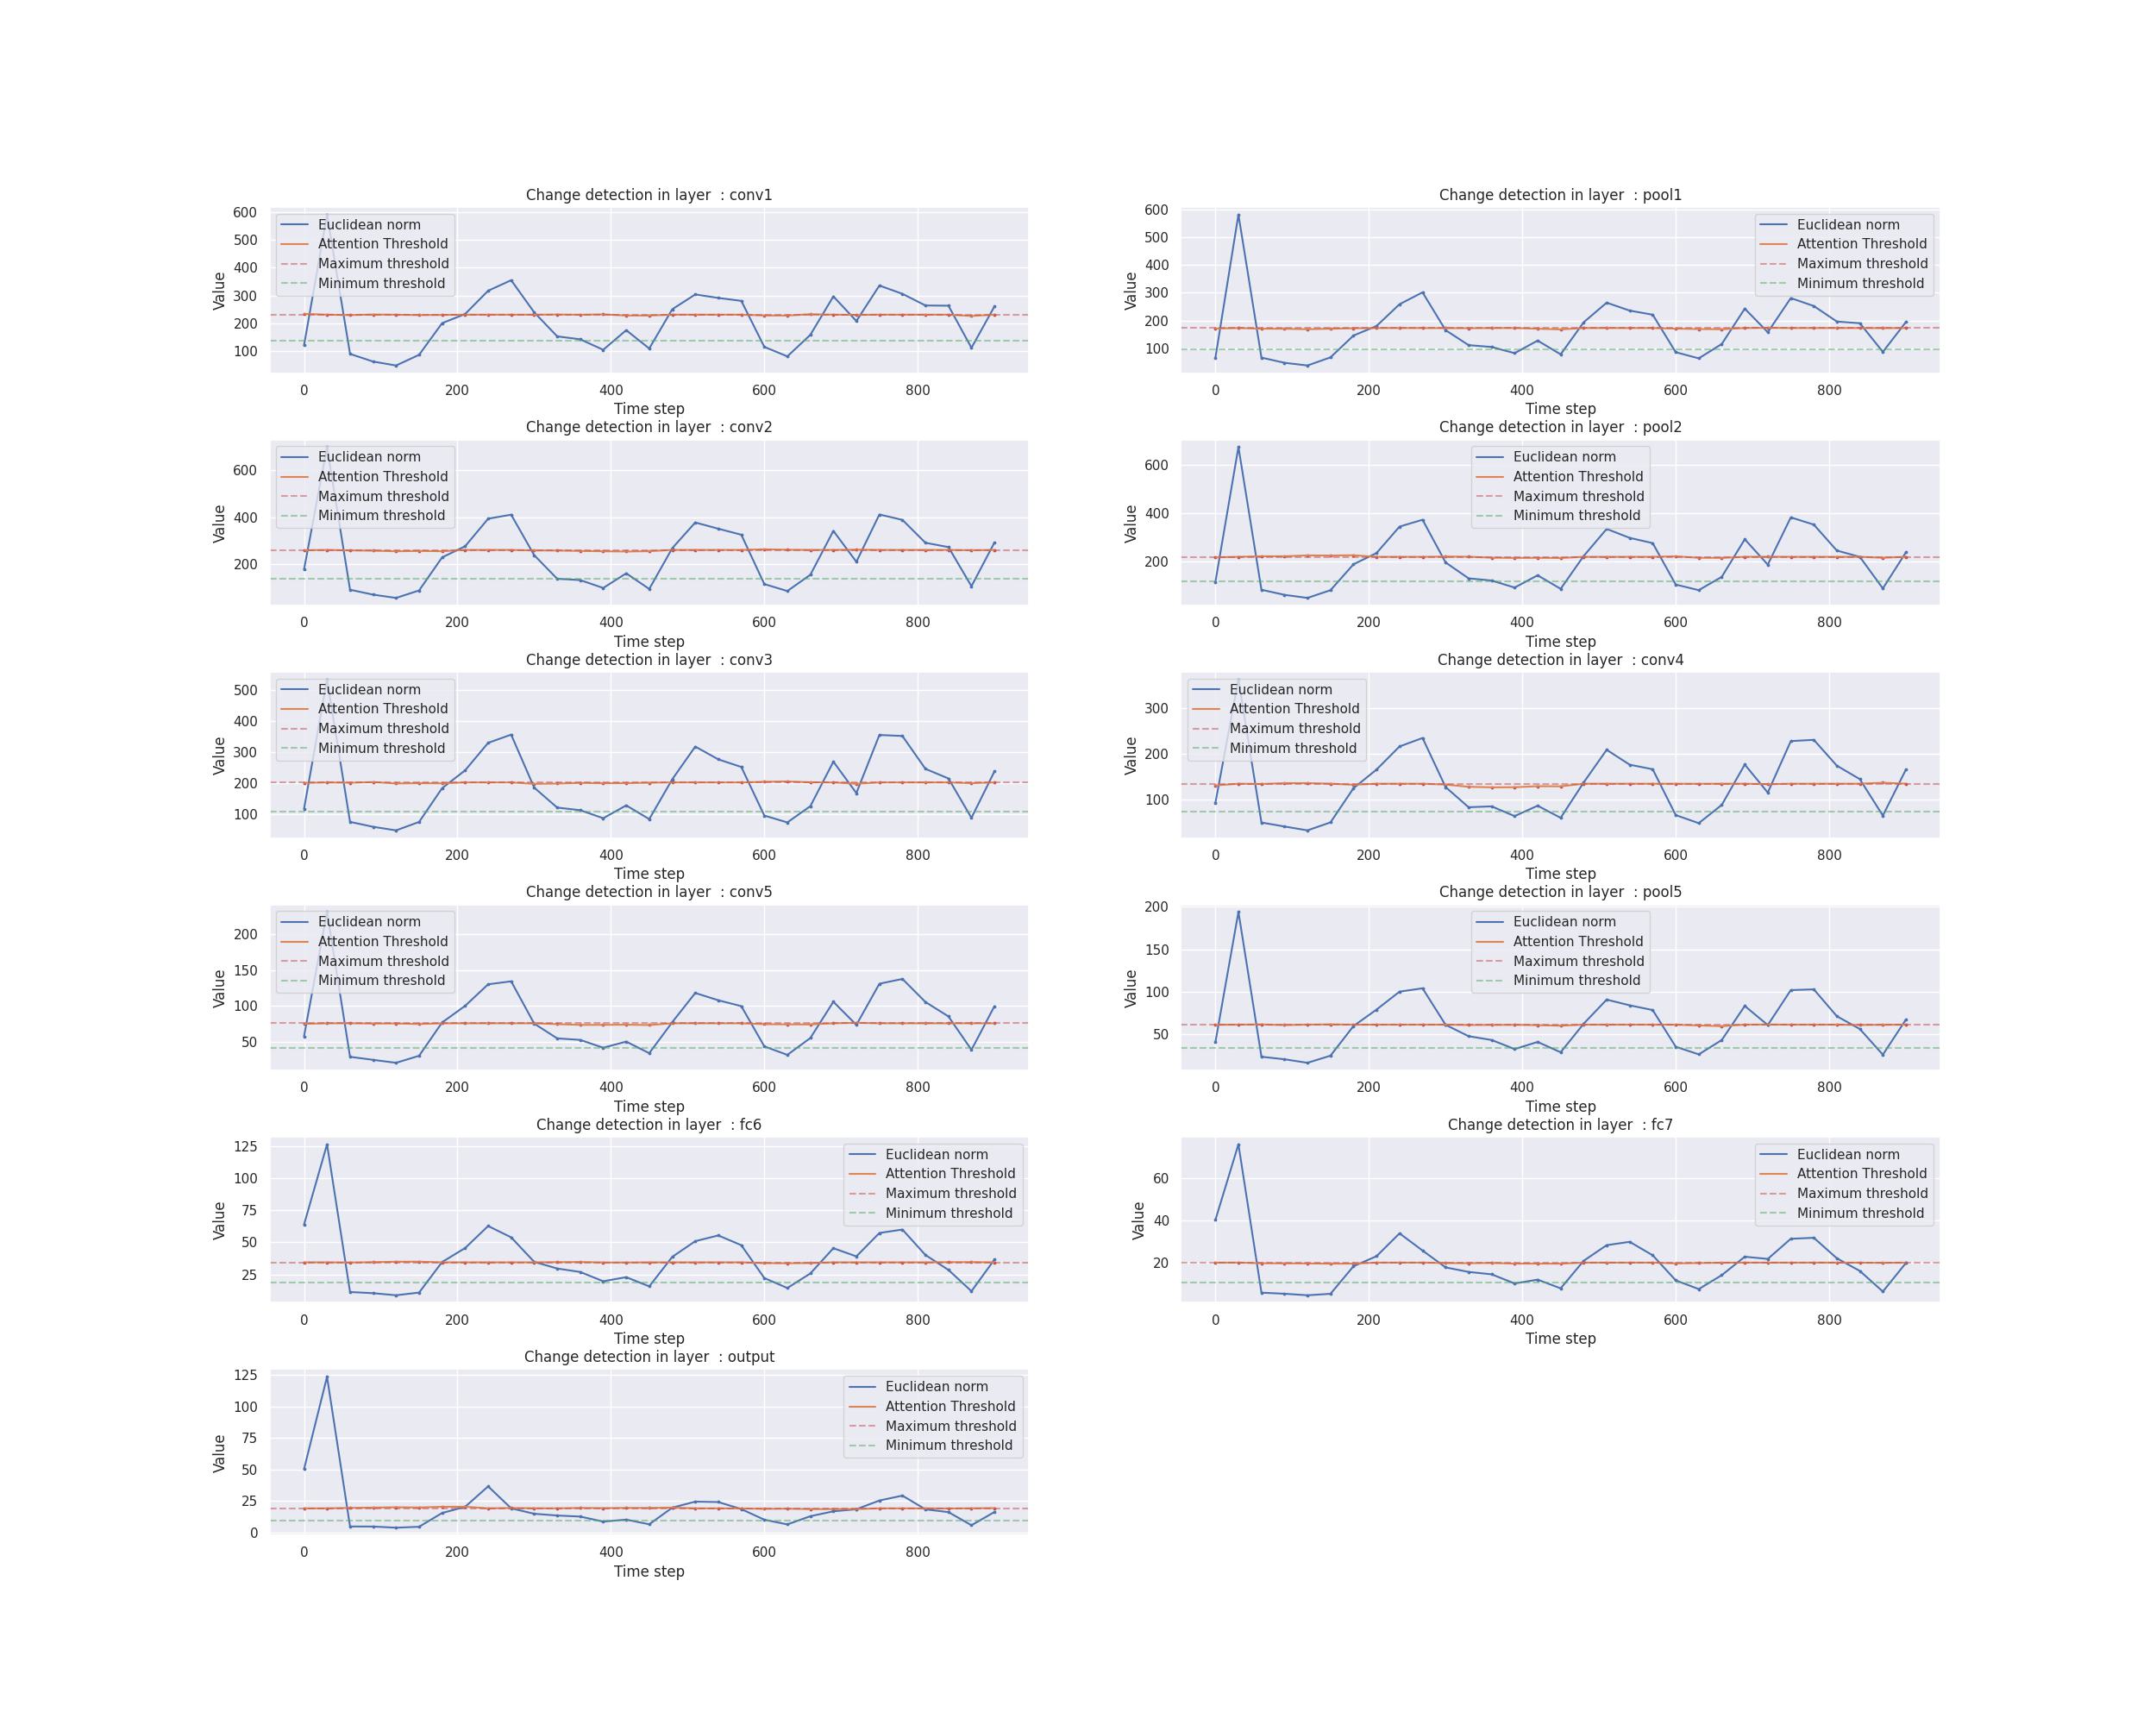 Change detection in layer : conv1
600
500
400
300
200
100
Value
Euclidean norm
Attention Threshold
Maximum threshold
Minimum threshold
0 200 400 600 800
Time step
Change detection in layer : pool1
600
500
400
300
200
100
Value
Euclidean norm
Attention Threshold
Maximum threshold
Minimum threshold
0 200 400 600 800
Time step
Change detection in layer : conv2
600
400
200
Value
Euclidean norm
Attention Threshold
Maximum threshold
Minimum threshold
0 200 400 600 800
Time step
Change detection in layer : pool2
600
400
200
Value
Euclidean norm
Attention Threshold
Maximum threshold
Minimum threshold
0 200 400 600 800
Time step
Change detection in layer : conv3
500
400
300
200
100
Value
Euclidean norm
Attention Threshold
Maximum threshold
Minimum threshold
0 200 400 600 800
Time step
Change detection in layer : conv4
300
200
100
Value
Euclidean norm
Attention Threshold
Maximum threshold
Minimum threshold
0 200 400 600 800
Time step
Change detection in layer : conv5
200
150
100
50
Value
Euclidean norm
Attention Threshold
Maximum threshold
Minimum threshold
0 200 400 600 800
Time step
Change detection in layer : pool5
200
150
100
50
Value
Euclidean norm
Attention Threshold
Maximum threshold
Minimum threshold
0 200 400 600 800
Time step
Change detection in layer : fc6
125
100
75
50
25
Value
Euclidean norm
Attention Threshold
Maximum threshold
Minimum threshold
0 200 400 600 800
Time step
Change detection in layer : fc7
60
40
20
Value
Euclidean norm
Attention Threshold
Maximum threshold
Minimum threshold
0 200 400 600 800
Time step
Change detection in layer : output
125
100
75
50
25
0
Value
Euclidean norm
Attention Threshold
Maximum threshold
Minimum threshold
0 200 400 600 800
Time step